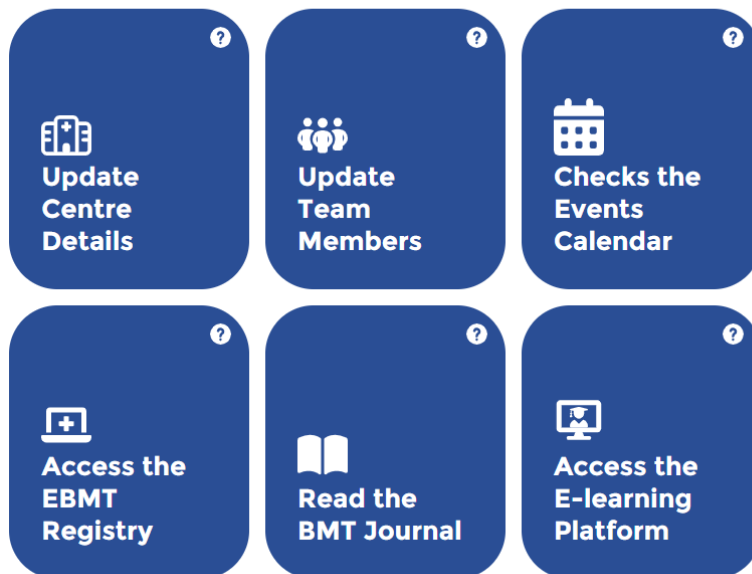 Update
Centre
Details
Update
Team
Members
Checks the
Events
Calendar
Access the
EBMT
Registry
Read the
BMT Journal
Access the
E-learning
Platform